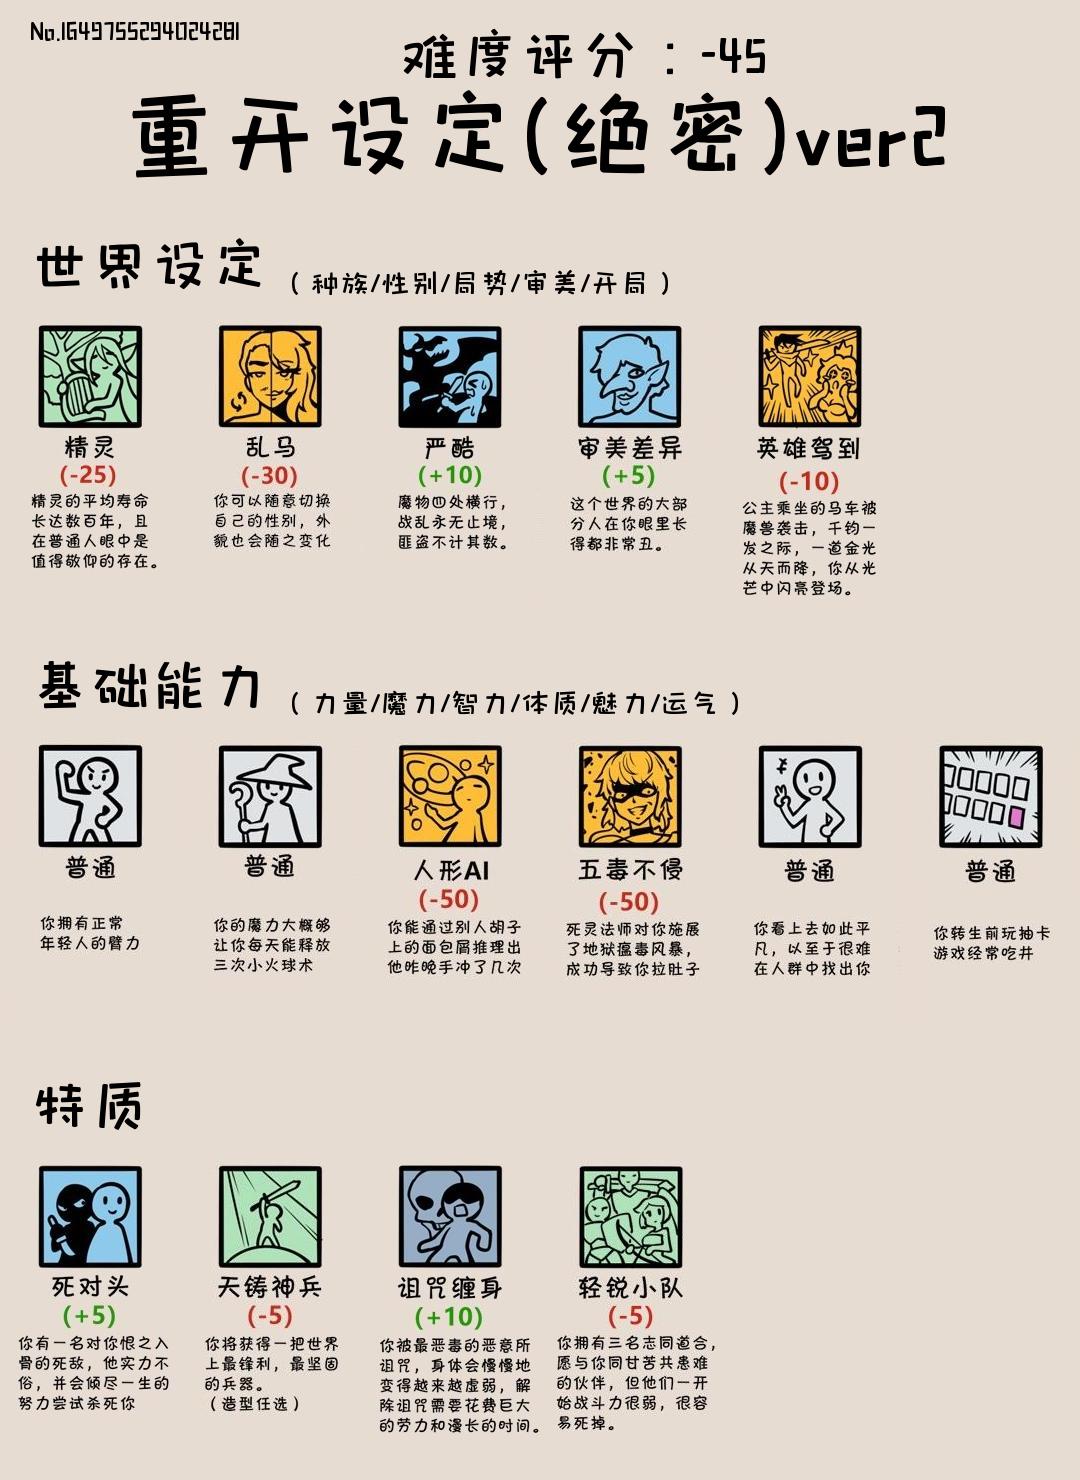 No.1649755294024281
难度评分：-45
重开设定(绝密)ver2
世界设定（种族/性别/局势/审美/开局）
精灵
(-25)
精灵的平均寿命
长达数百年，且
在普通人眼中是
值得敬仰的存在。
乱马
(-30)
你可以随意切换
自己的性别，外
貌也会随之变化
严酷
(+10)
魔物四处横行，
战乱永无止境，
匪盗不计其数。
审美差异
(+5)
这个世界的大部
分人在你眼里长
得都非常丑。
英雄驾到
(-10)
公主乘坐的马车被
魔兽袭击，千钧一
发之际，一道金光
从天而降，你从光
芒中闪亮登场。
基础能力（力量/魔力/智力/体质/魅力/运气）
普通
你拥有正常
年轻人的臂力
普通
你的魔力大概够
让你每天能释放
三次小火球术
人形AI
(-50)
你能通过别人胡子
上的面包屑推理出
他昨晚手冲了几次
五毒不侵
(-50)
死灵法师对你施展
了地狱瘟毒风暴，
成功导致你拉肚子
普通
你看上去如此平
凡，以至于很难
在人群中找出你
普通
你转生前玩抽卡
游戏经常吃井
特质
死对头
(+5)
你有一名对你恨之入
骨的死敌，他实力不
俗，并会倾尽一生的
努力尝试杀死你
天铸神兵
(-5)
你将获得一把世界
上最锋利，最坚固
的兵器。
（造型任选）
诅咒缠身
(+10)
你被最恶毒的恶意所
诅咒，身体会慢慢地
变得越来越虚弱，解
除诅咒需要花费巨大
的劳力和漫长的时间。
轻锐小队
(-5)
你拥有三名志同道合，
愿与你同甘苦共患难
的伙伴，但他们一开
始战斗力很弱，很容
易死掉。